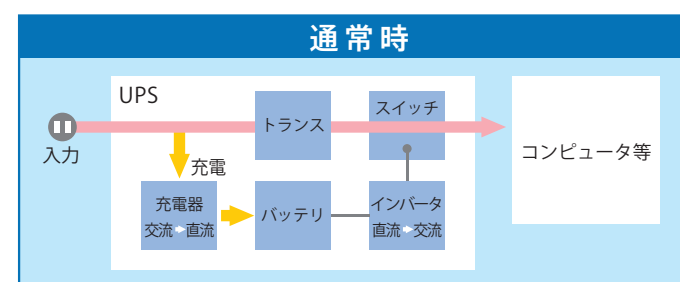 通常時
UPS
トランス
スイッチ
入力
コンピュータ等
充電
充電器
交流 直流
バッテリ
インバータ
直流 交流